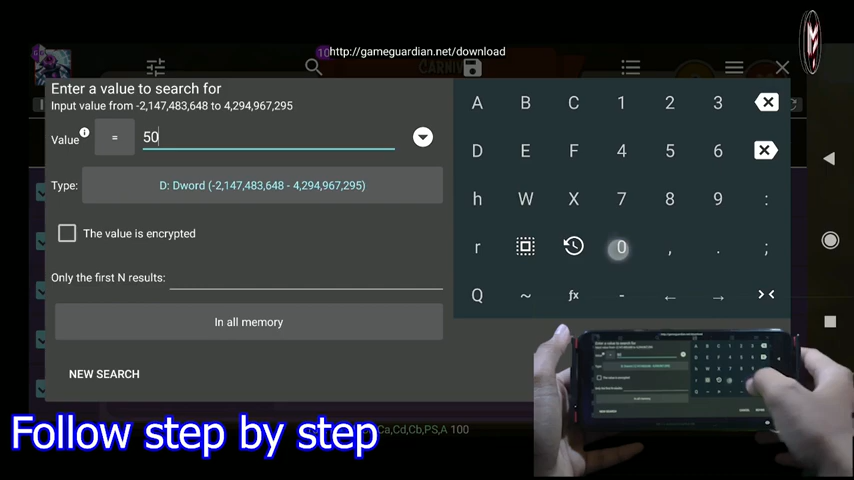 http://gameguardian.net/download
CARNIV
Enter a value to search for
Input value from -2,147,483,648 to 4,294,967,295
Value = 50
Type: D: Dword (-2,147,483,648 - 4,294,967,295)
The value is encrypted
Only the first N results:
In all memory
NEW SEARCH
A B C 1 2 3
D E F 4 5 6
h W X 7 8 9 :
r 0 , . ;
Q ~ ƒx - ← → ><
Ca,Cd,Cb,PS,A 100
Follow step by step